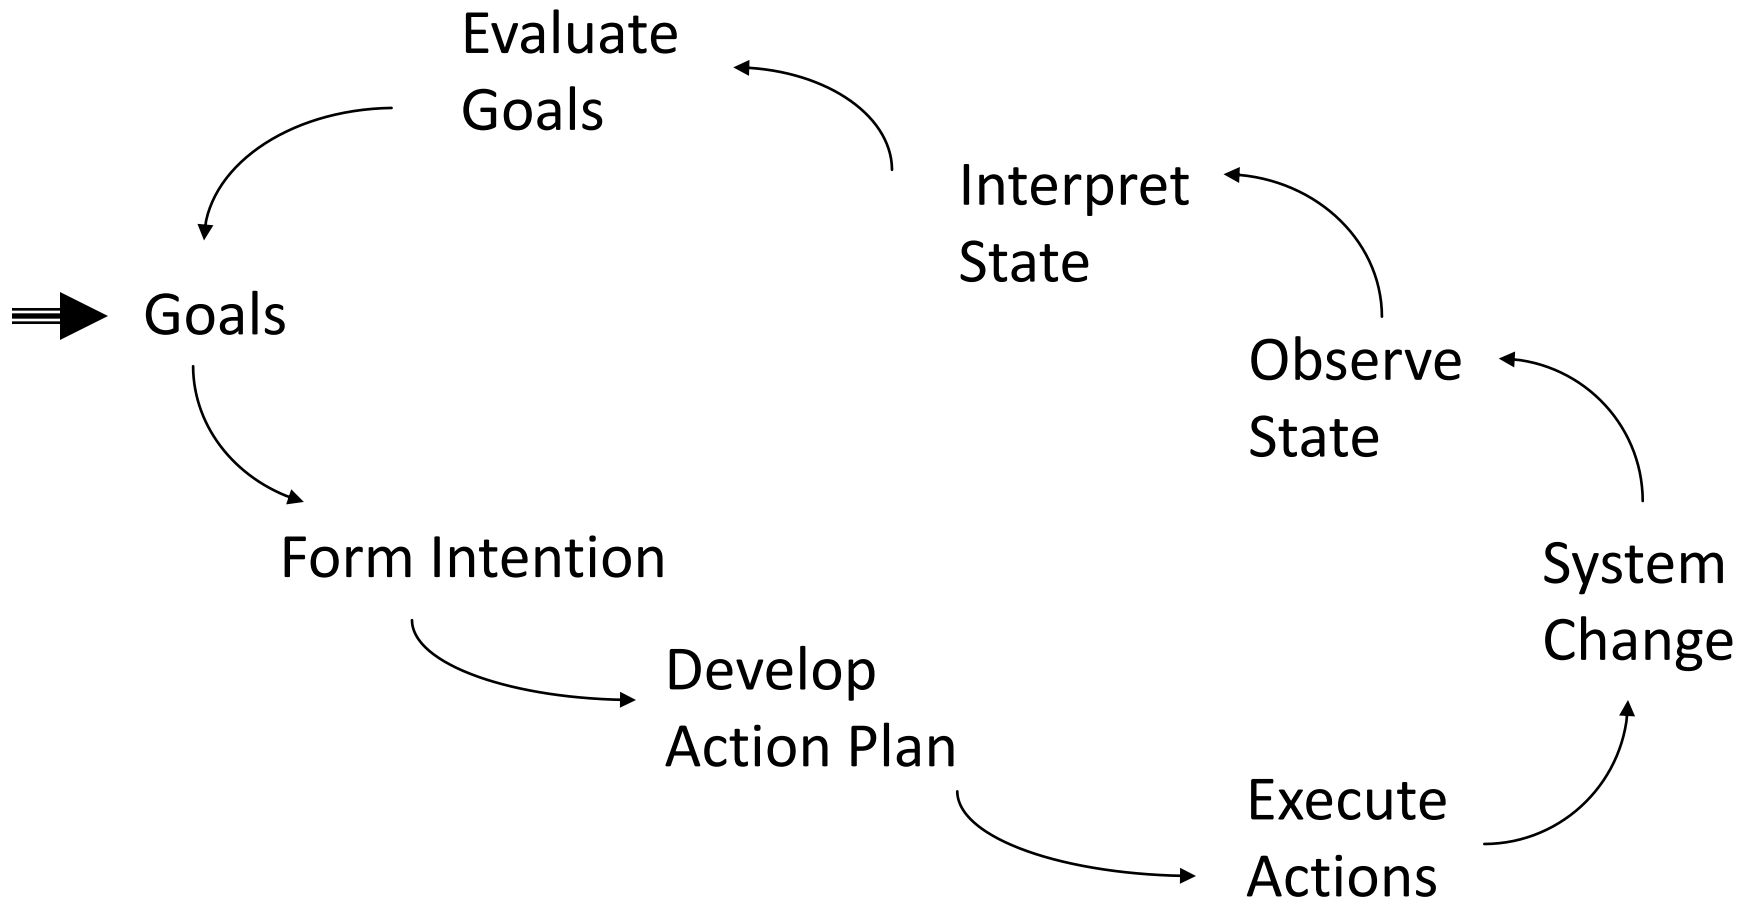 Evaluate
Goals
Interpret
State
Goals
Observe
State
Form Intention
System
Change
Develop
Action Plan
Execute
Actions